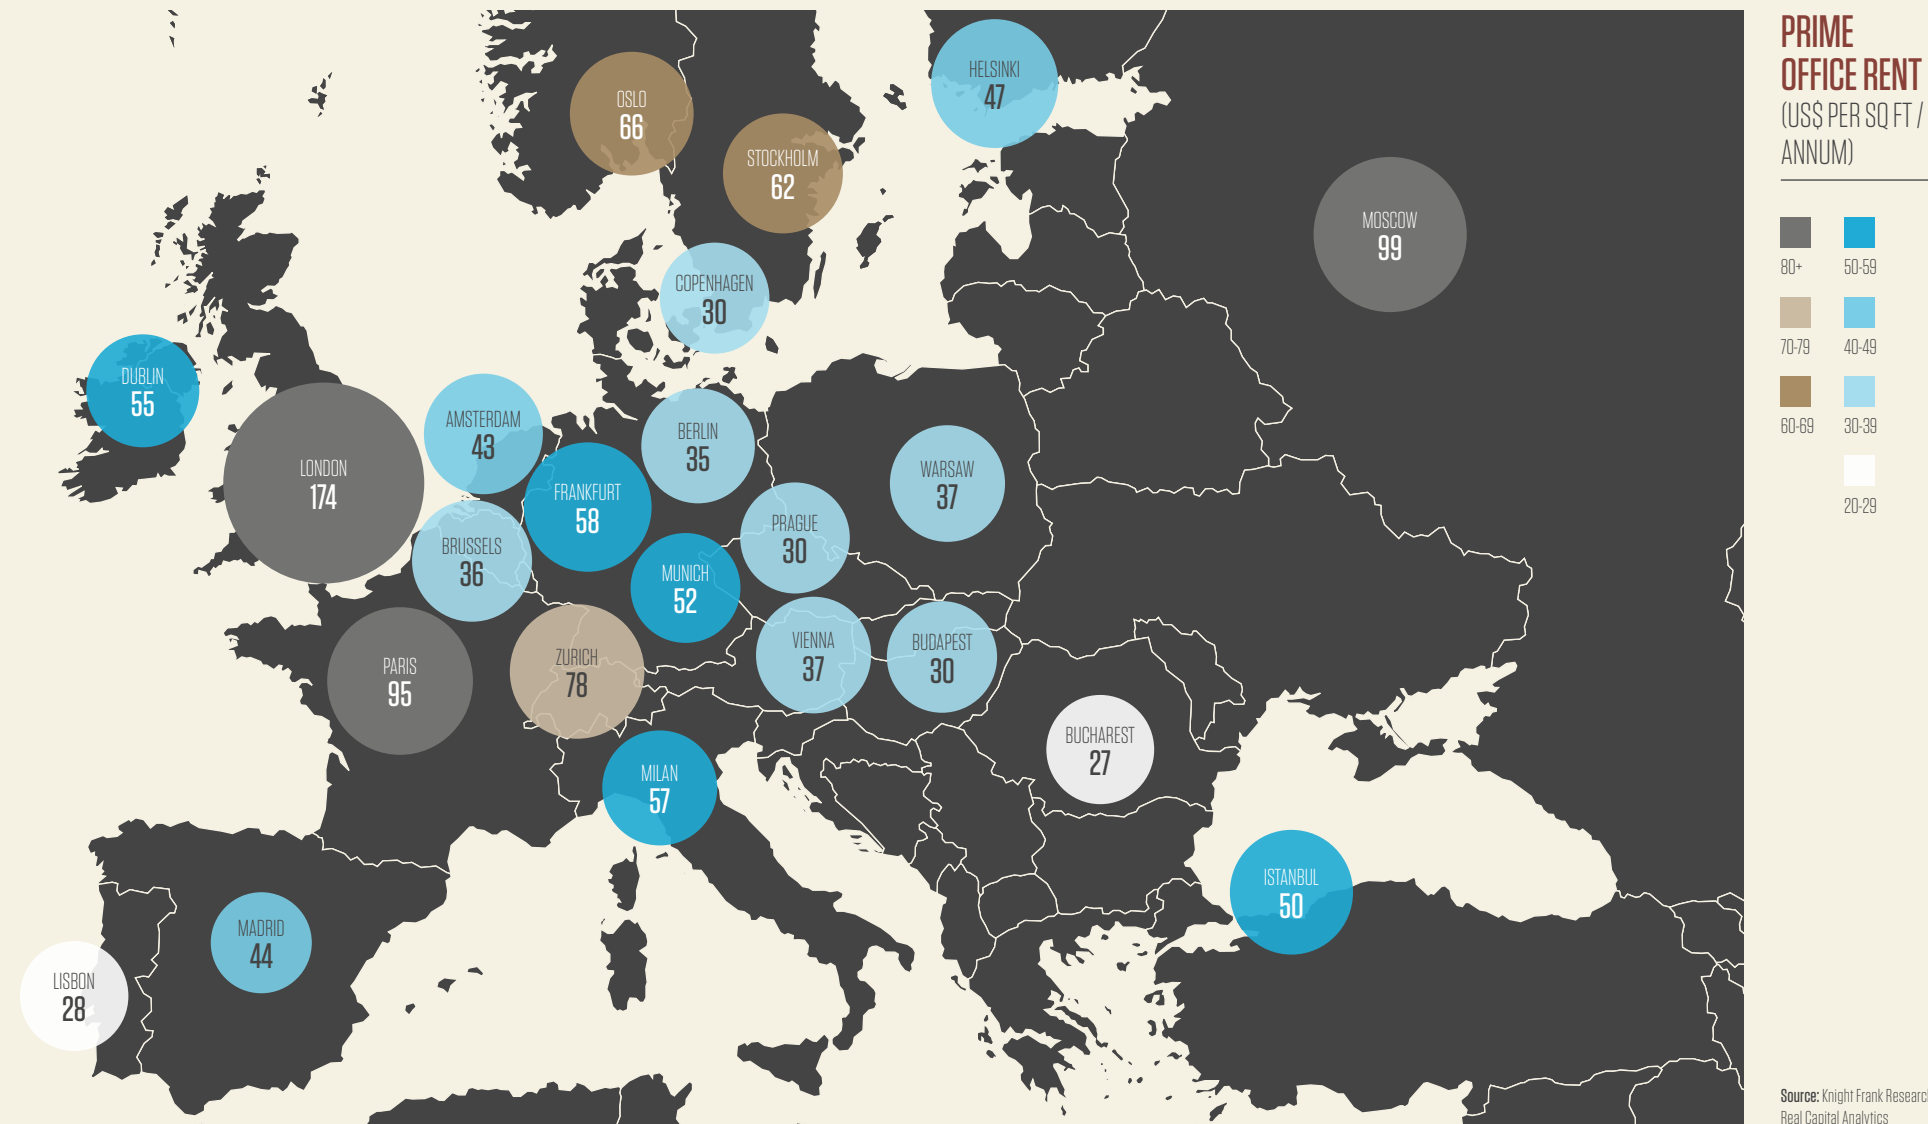 PRIME
OFFICE RENT
(US$ PER SQ FT /
ANNUM)
80+
50-59
70-79
40-49
60-69
30-39
20-29
HELSINKI
47
OSLO
66
STOCKHOLM
62
MOSCOW
99
COPENHAGEN
30
DUBLIN
55
AMSTERDAM
43
BERLIN
35
LONDON
174
WARSAW
37
FRANKFURT
58
PRAGUE
30
BRUSSELS
36
MUNICH
52
VIENNA
37
BUDAPEST
30
ZURICH
78
PARIS
95
BUCHAREST
27
MILAN
57
ISTANBUL
50
MADRID
44
LISBON
28
Source: Knight Frank Research
Real Capital Analytics